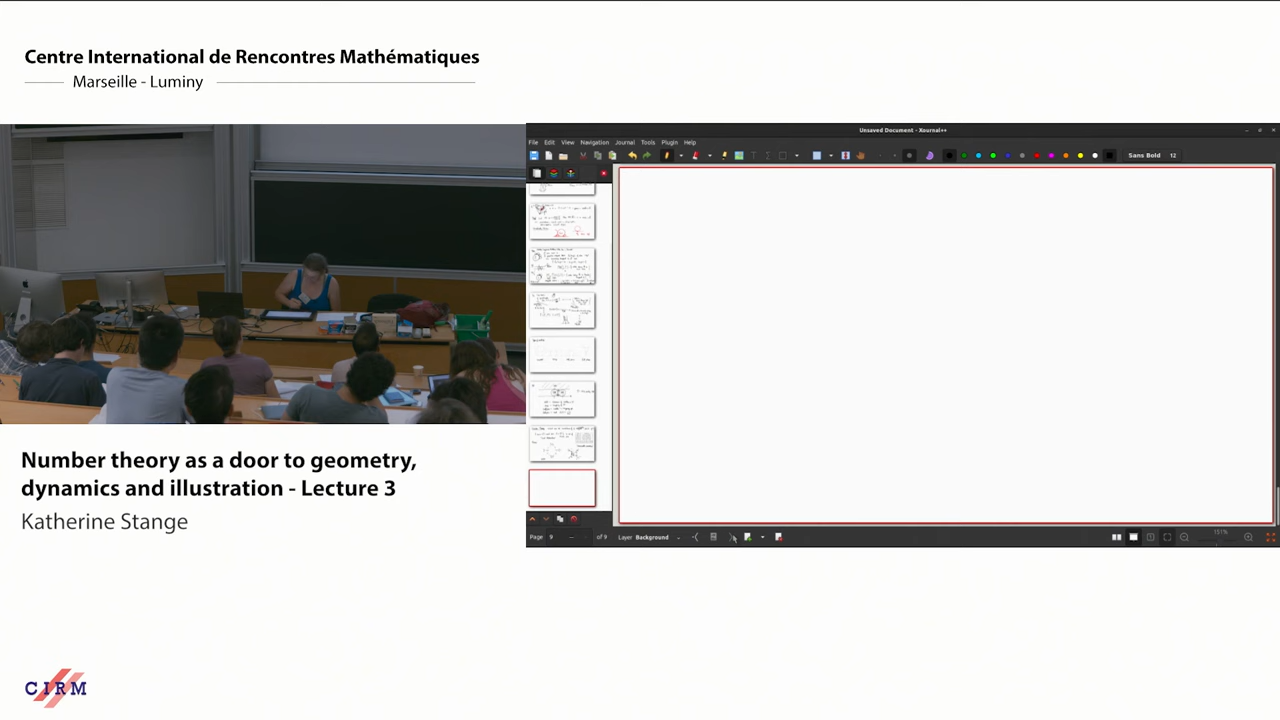 Centre International de Rencontres Mathématiques
Marseille - Luminy
Unsaved Document - Xournal++
File Edit View Navigation Journal Tools Plugin Help
Sans Bold 12
Page 9 of 9 Layer Background
151%
Number theory as a door to geometry,
dynamics and illustration - Lecture 3
Katherine Stange
CIRM